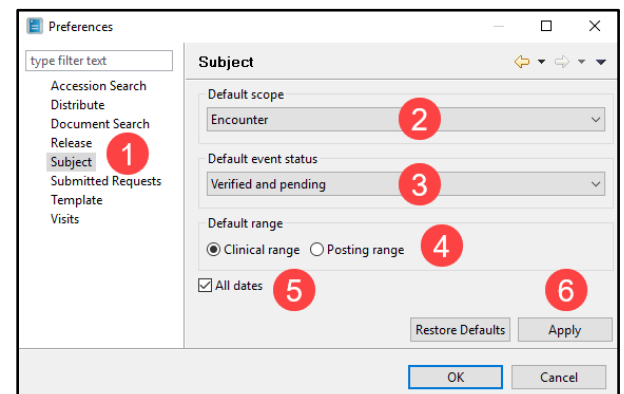 Preferences
type filter text
Accession Search
Distribute
Document Search
Release
Subject
Submitted Requests
Template
Visits
1
Subject
Default scope
Encounter
2
Default event status
Verified and pending
3
Default range
Clinical range Posting range
4
All dates
5
6
Restore Defaults Apply
OK Cancel